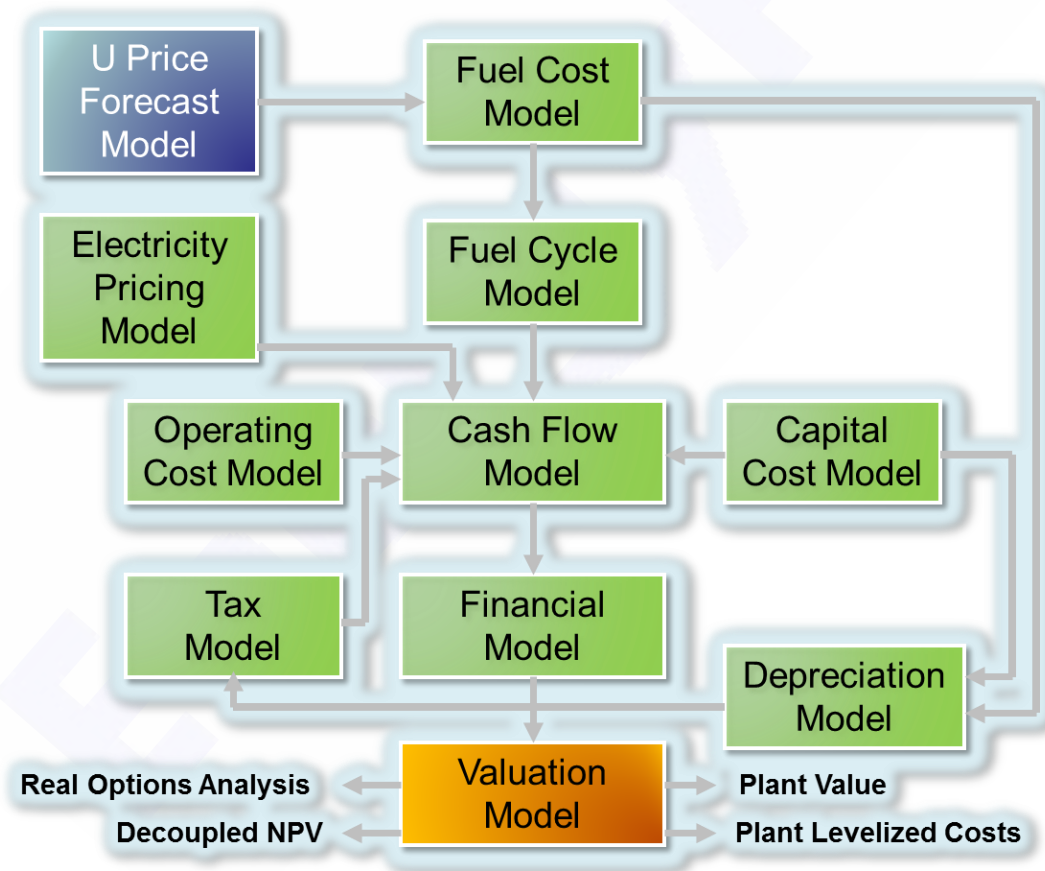 U Price
Forecast
Model
Fuel Cost
Model
Electricity
Pricing
Model
Fuel Cycle
Model
Operating
Cost Model
Cash Flow
Model
Capital
Cost Model
Tax
Model
Financial
Model
Depreciation
Model
Valuation
Model
Real Options Analysis
Decoupled NPV
Plant Value
Plant Levelized Costs